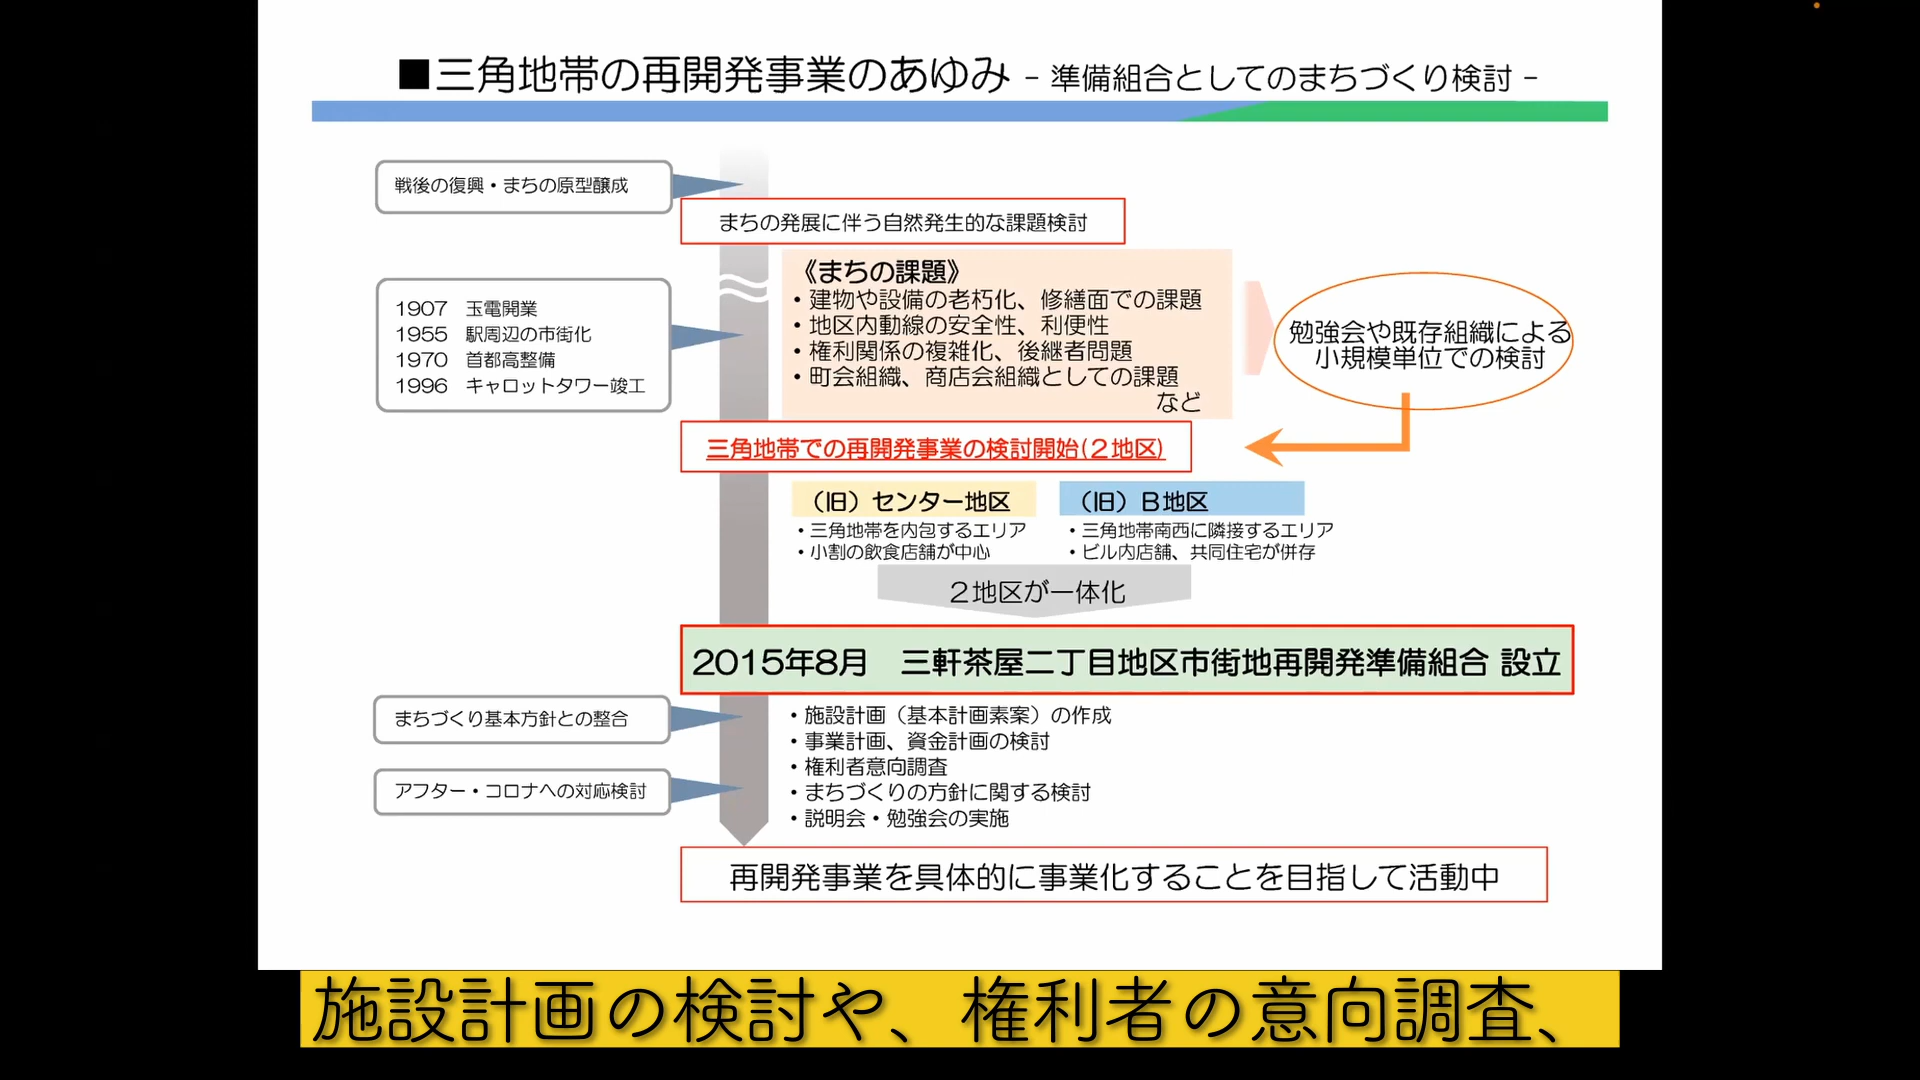 ■三角地帯の再開発事業のあゆみ - 準備組合としてのまちづくり検討 -
戦後の復興・まちの原型醸成
まちの発展に伴う自然発生的な課題検討
1907 玉電開業
1955 駅周辺の市街化
1970 首都高整備
1996 キャロットタワー竣工
《まちの課題》
・建物や設備の老朽化、修繕面での課題
・地区内動線の安全性、利便性
・権利関係の複雑化、後継者問題
・町会組織、商店会組織としての課題
など
勉強会や既存組織による
小規模単位での検討
三角地帯での再開発事業の検討開始(2地区)
（旧）センター地区
・三角地帯を内包するエリア
・小割の飲食店舗が中心
（旧）B地区
・三角地帯南西に隣接するエリア
・ビル内店舗、共同住宅が併存
2地区が一体化
2015年8月 三軒茶屋二丁目地区市街地再開発準備組合 設立
まちづくり基本方針との整合
アフター・コロナへの対応検討
・施設計画（基本計画素案）の作成
・事業計画、資金計画の検討
・権利者意向調査
・まちづくりの方針に関する検討
・説明会・勉強会の実施
再開発事業を具体的に事業化することを目指して活動中
施設計画の検討や、権利者の意向調査、